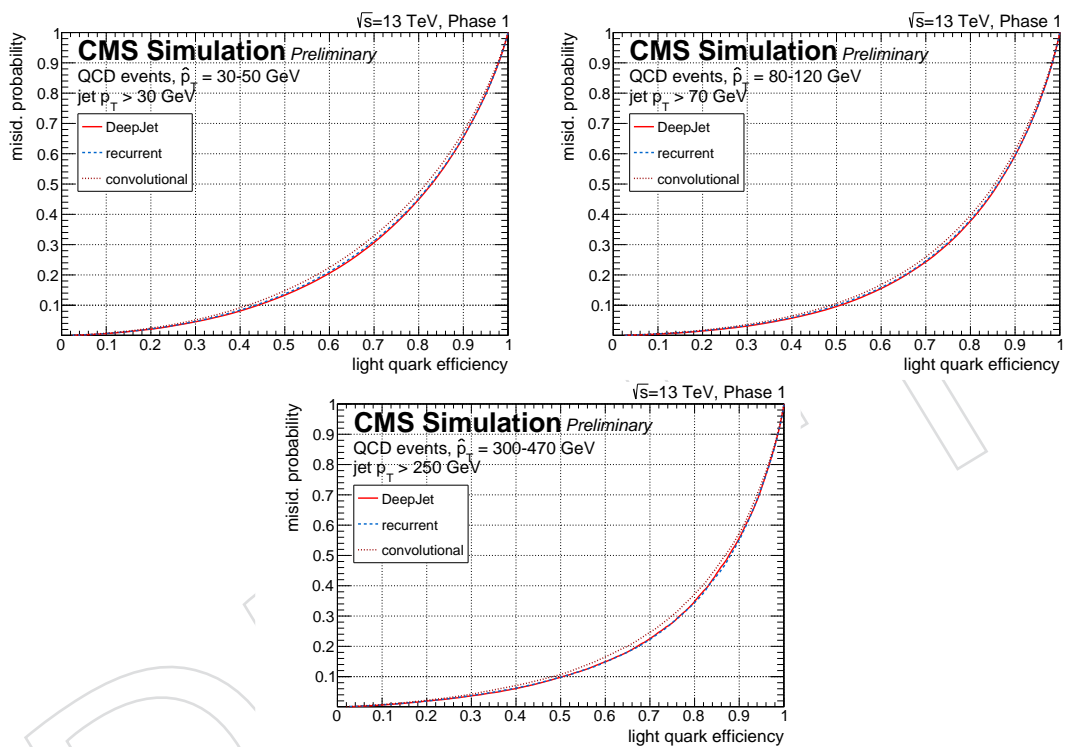 √s=13 TeV, Phase 1
CMS Simulation Preliminary
QCD events, p̂_T = 30-50 GeV
jet p_T > 30 GeV
DeepJet
recurrent
convolutional
misid. probability
1
0.9
0.8
0.7
0.6
0.5
0.4
0.3
0.2
0.1
0 0.1 0.2 0.3 0.4 0.5 0.6 0.7 0.8 0.9 1
light quark efficiency
√s=13 TeV, Phase 1
CMS Simulation Preliminary
QCD events, p̂_T = 80-120 GeV
jet p_T > 70 GeV
DeepJet
recurrent
convolutional
misid. probability
1
0.9
0.8
0.7
0.6
0.5
0.4
0.3
0.2
0.1
0 0.1 0.2 0.3 0.4 0.5 0.6 0.7 0.8 0.9 1
light quark efficiency
√s=13 TeV, Phase 1
CMS Simulation Preliminary
QCD events, p̂_T = 300-470 GeV
jet p_T > 250 GeV
DeepJet
recurrent
convolutional
misid. probability
1
0.9
0.8
0.7
0.6
0.5
0.4
0.3
0.2
0.1
0 0.1 0.2 0.3 0.4 0.5 0.6 0.7 0.8 0.9 1
light quark efficiency